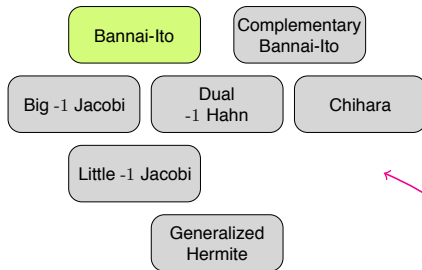 Bannai-Ito
Complementary
Bannai-Ito
Big -1 Jacobi
Dual
-1 Hahn
Chihara
Little -1 Jacobi
Generalized
Hermite